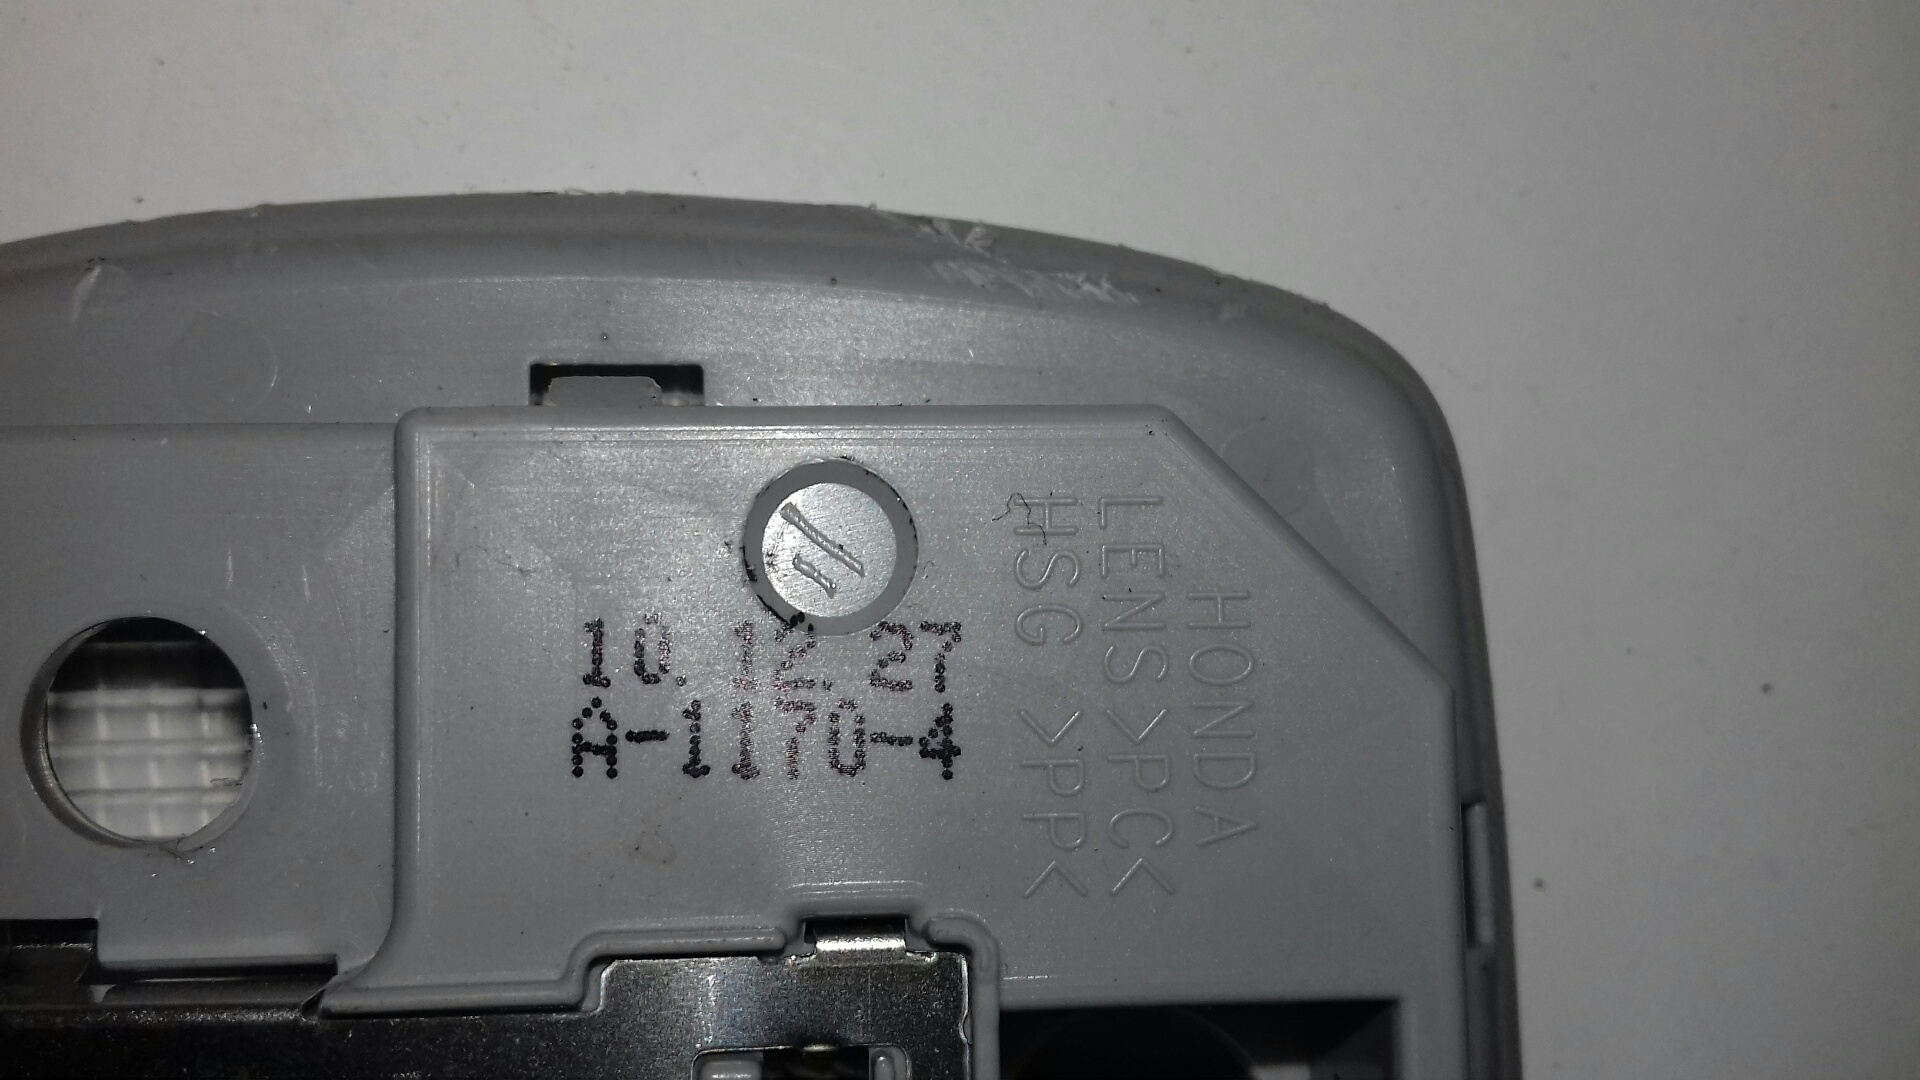 10. 12. 27
A-1170-4
HONDA
LENS >PC<
HSG >PP<